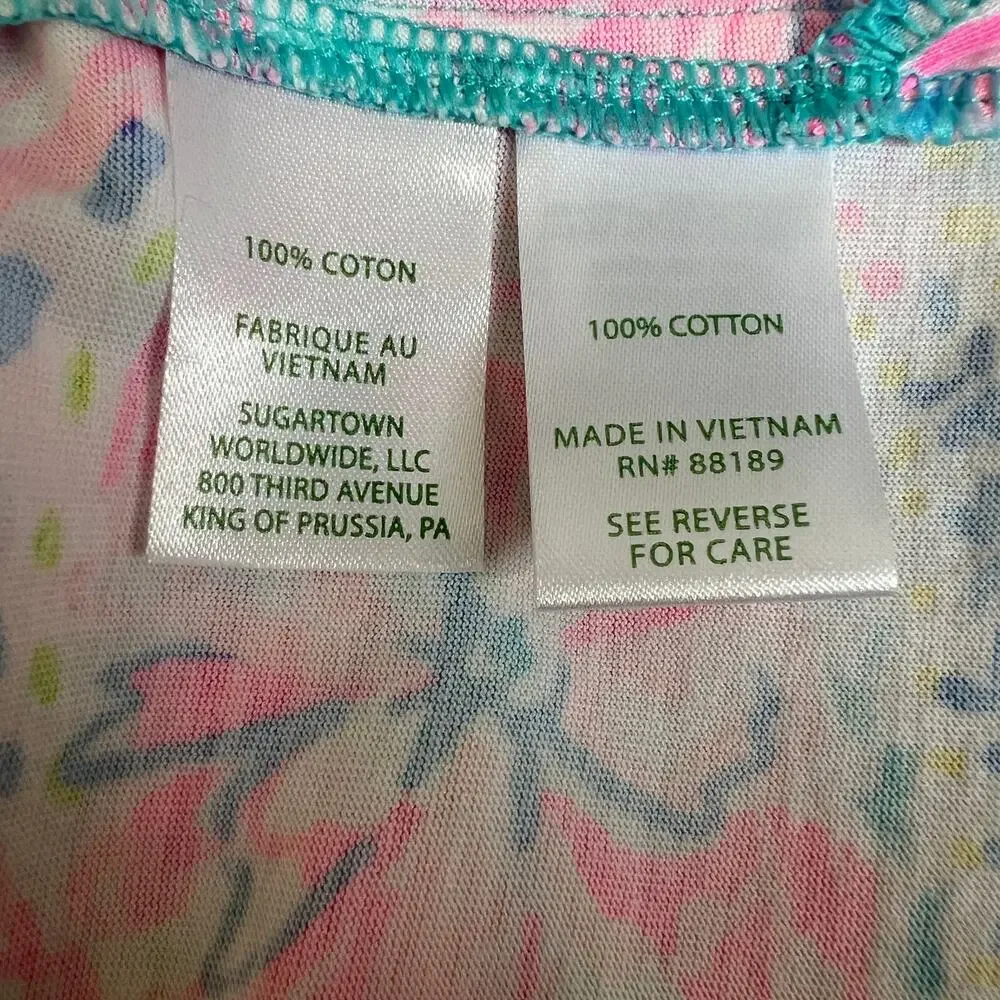 100% COTON
FABRIQUE AU
VIETNAM
SUGARTOWN
WORLDWIDE, LLC
800 THIRD AVENUE
KING OF PRUSSIA, PA
100% COTTON
MADE IN VIETNAM
RN# 88189
SEE REVERSE
FOR CARE